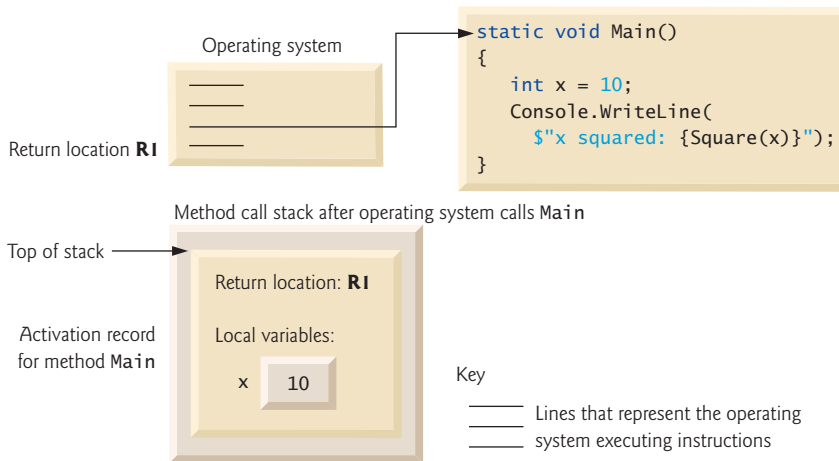 Operating system
static void Main()
{
int x = 10;
Console.WriteLine(
$"x squared: {Square(x)}");
}
Return location R1
Method call stack after operating system calls Main
Top of stack
Return location: R1
Activation record
for method Main
Local variables:
x 10
Key
Lines that represent the operating
system executing instructions